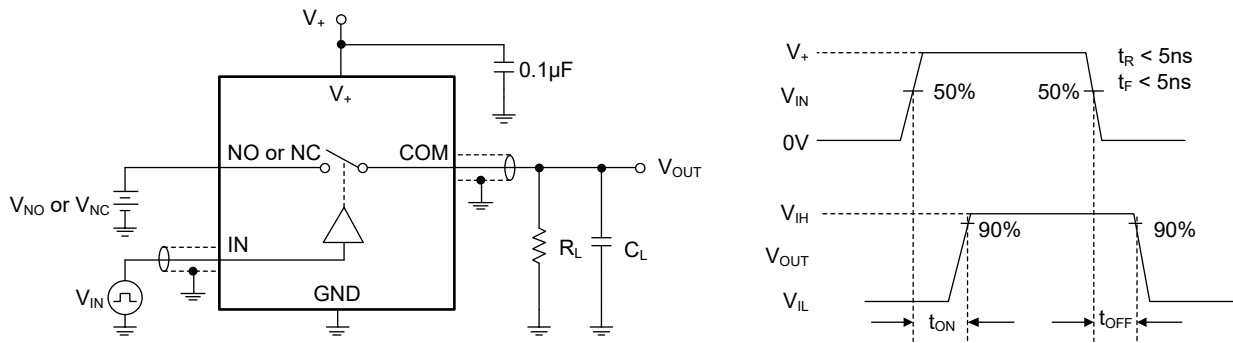 V+
0.1µF
V+
NO or NC
COM
VOUT
VNO or VNC
IN
RL
CL
VIN
GND
V+
tR < 5ns
tF < 5ns
VIN
50%
50%
0V
VIH
90%
90%
VOUT
VIL
tON
tOFF